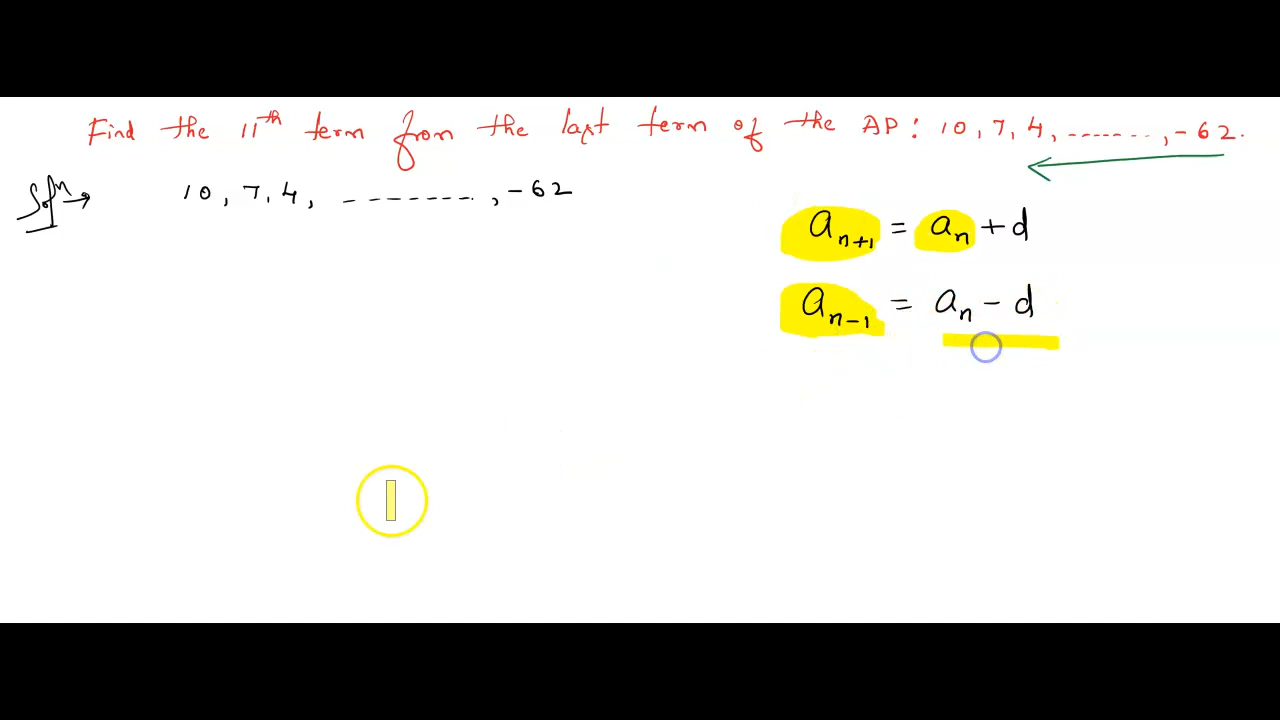 Find the 11th term from the last term of the AP: 10, 7, 4, ........, -62.
Solⁿ→ 10, 7, 4, --------, -62
aₙ₊₁ = aₙ + d
aₙ₋₁ = aₙ - d